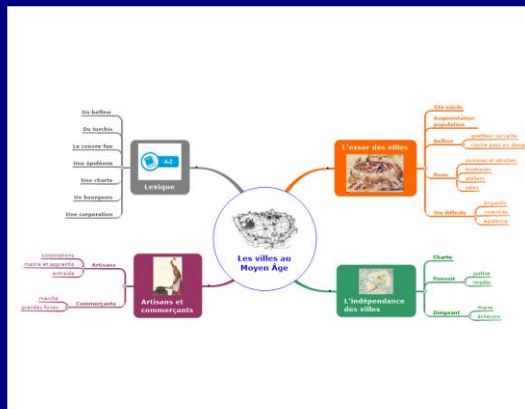 Les villes au
Moyen Âge
L'essor des villes
XIe siècle
Augmentation
population
Beffroi
guetteur surveille
cloche pour un danger
Rues
sombres et étroites
boutiques
ateliers
sales
Vie difficile
brigands
incendies
épidémie
L'indépendance
des villes
Charte
Pouvoir
justice
impôts
Dirigeant
maire
échevins
Artisans et
commerçants
Artisans
corporations
maitre et apprentis
entraide
Commerçants
marché
grandes foires
Lexique
A-Z
Un beffroi
Du torchis
Le couvre-feu
Une épidémie
Une charte
Un bourgeois
Une corporation